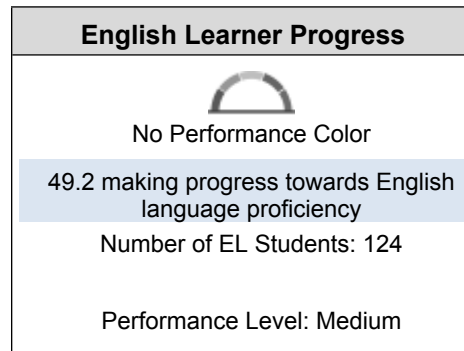 English Learner Progress
No Performance Color
49.2 making progress towards English
language proficiency
Number of EL Students: 124
Performance Level: Medium